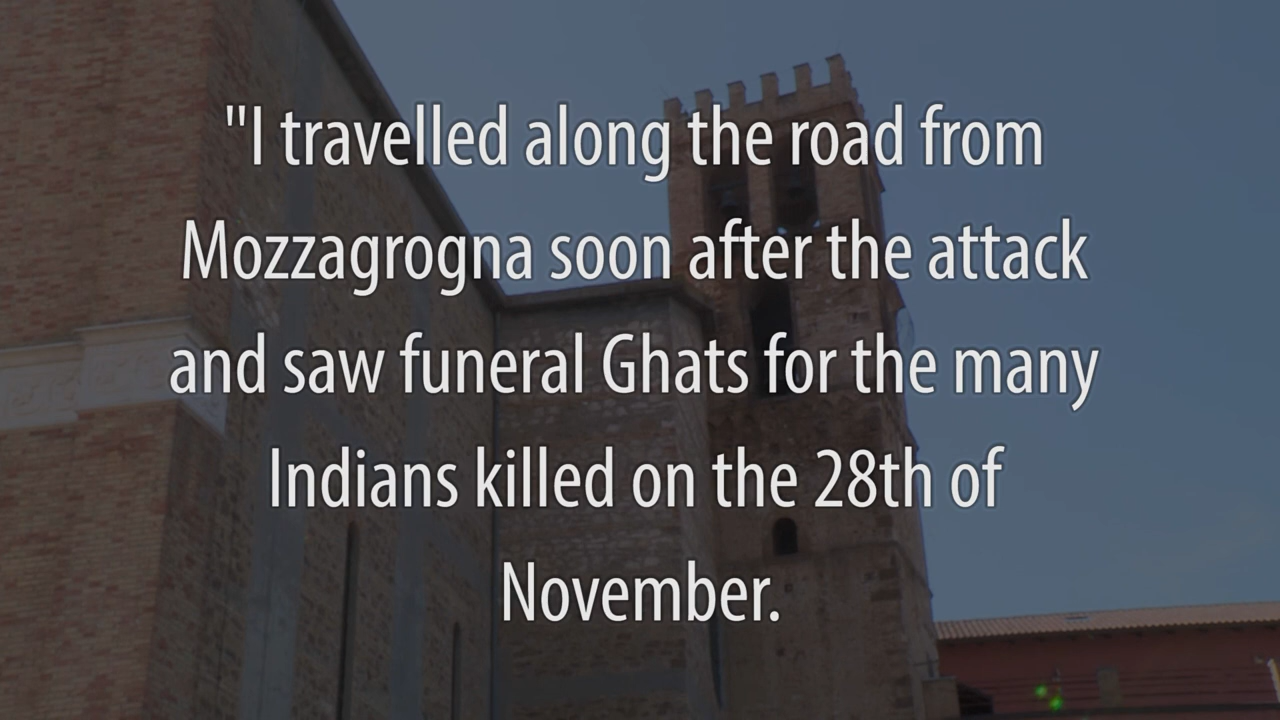 "I travelled along the road from
Mozzagrogna soon after the attack
and saw funeral Ghats for the many
Indians killed on the 28th of
November.